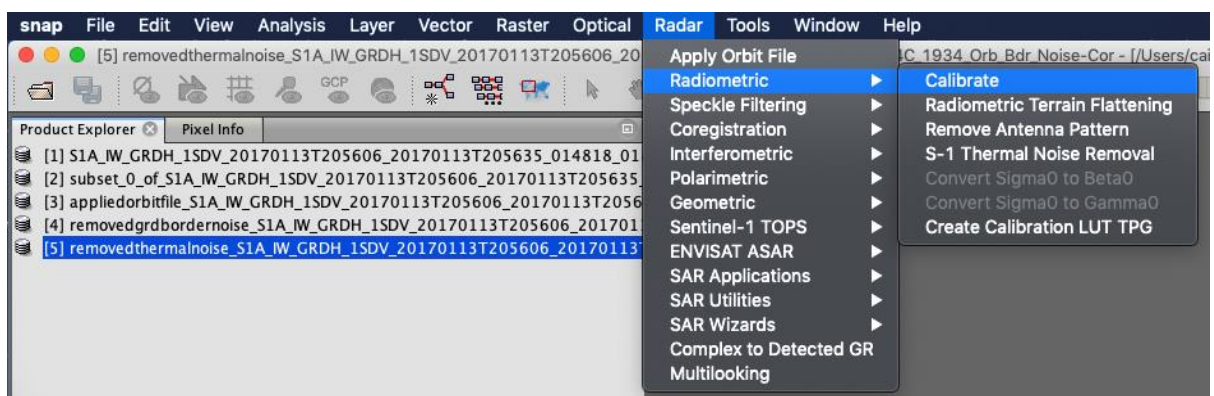 snap File Edit View Analysis Layer Vector Raster Optical Radar Tools Window Help
[5] removedthermalnoise_S1A_IW_GRDH_1SDV_20170113T205606_20
4C_1934_Orb_Bdr_Noise-Cor - [/Users/cai
GCP
Product Explorer Pixel Info
[1] S1A_IW_GRDH_1SDV_20170113T205606_20170113T205635_014818_01
[2] subset_0_of_S1A_IW_GRDH_1SDV_20170113T205606_20170113T205635_
[3] appliedorbitfile_S1A_IW_GRDH_1SDV_20170113T205606_20170113T2056
[4] removedgrdbordernoise_S1A_IW_GRDH_1SDV_20170113T205606_201701
[5] removedthermalnoise_S1A_IW_GRDH_1SDV_20170113T205606_20170113T
Apply Orbit File
Radiometric
Speckle Filtering
Coregistration
Interferometric
Polarimetric
Geometric
Sentinel-1 TOPS
ENVISAT ASAR
SAR Applications
SAR Utilities
SAR Wizards
Complex to Detected GR
Multilooking
Calibrate
Radiometric Terrain Flattening
Remove Antenna Pattern
S-1 Thermal Noise Removal
Convert Sigma0 to Beta0
Convert Sigma0 to Gamma0
Create Calibration LUT TPG